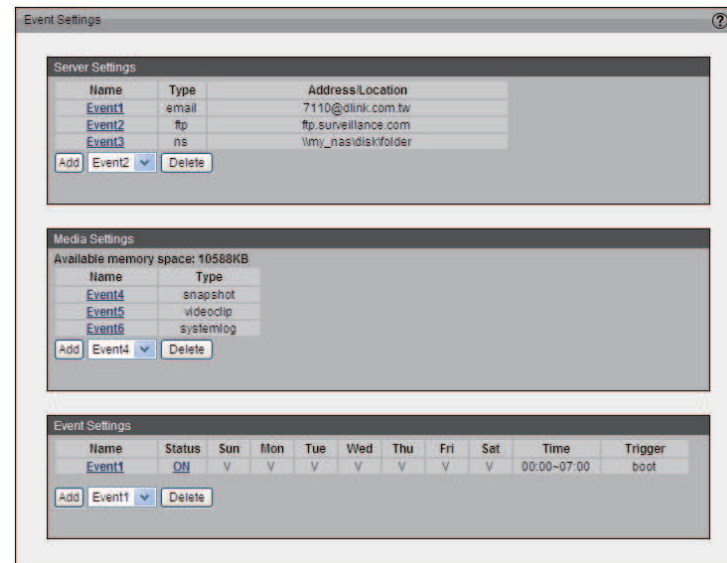 Event Settings ?
Server Settings
Name Type Address/Location
Event1 email 7110@dlink.com.tw
Event2 ftp ftp.surveillance.com
Event3 ns \\my_nas\disk\folder
Add Event2 Delete
Media Settings
Available memory space: 10588KB
Name Type
Event4 snapshot
Event5 videoclip
Event6 systemlog
Add Event4 Delete
Event Settings
Name Status Sun Mon Tue Wed Thu Fri Sat Time Trigger
Event1 ON V V V V V V V 00:00~07:00 boot
Add Event1 Delete